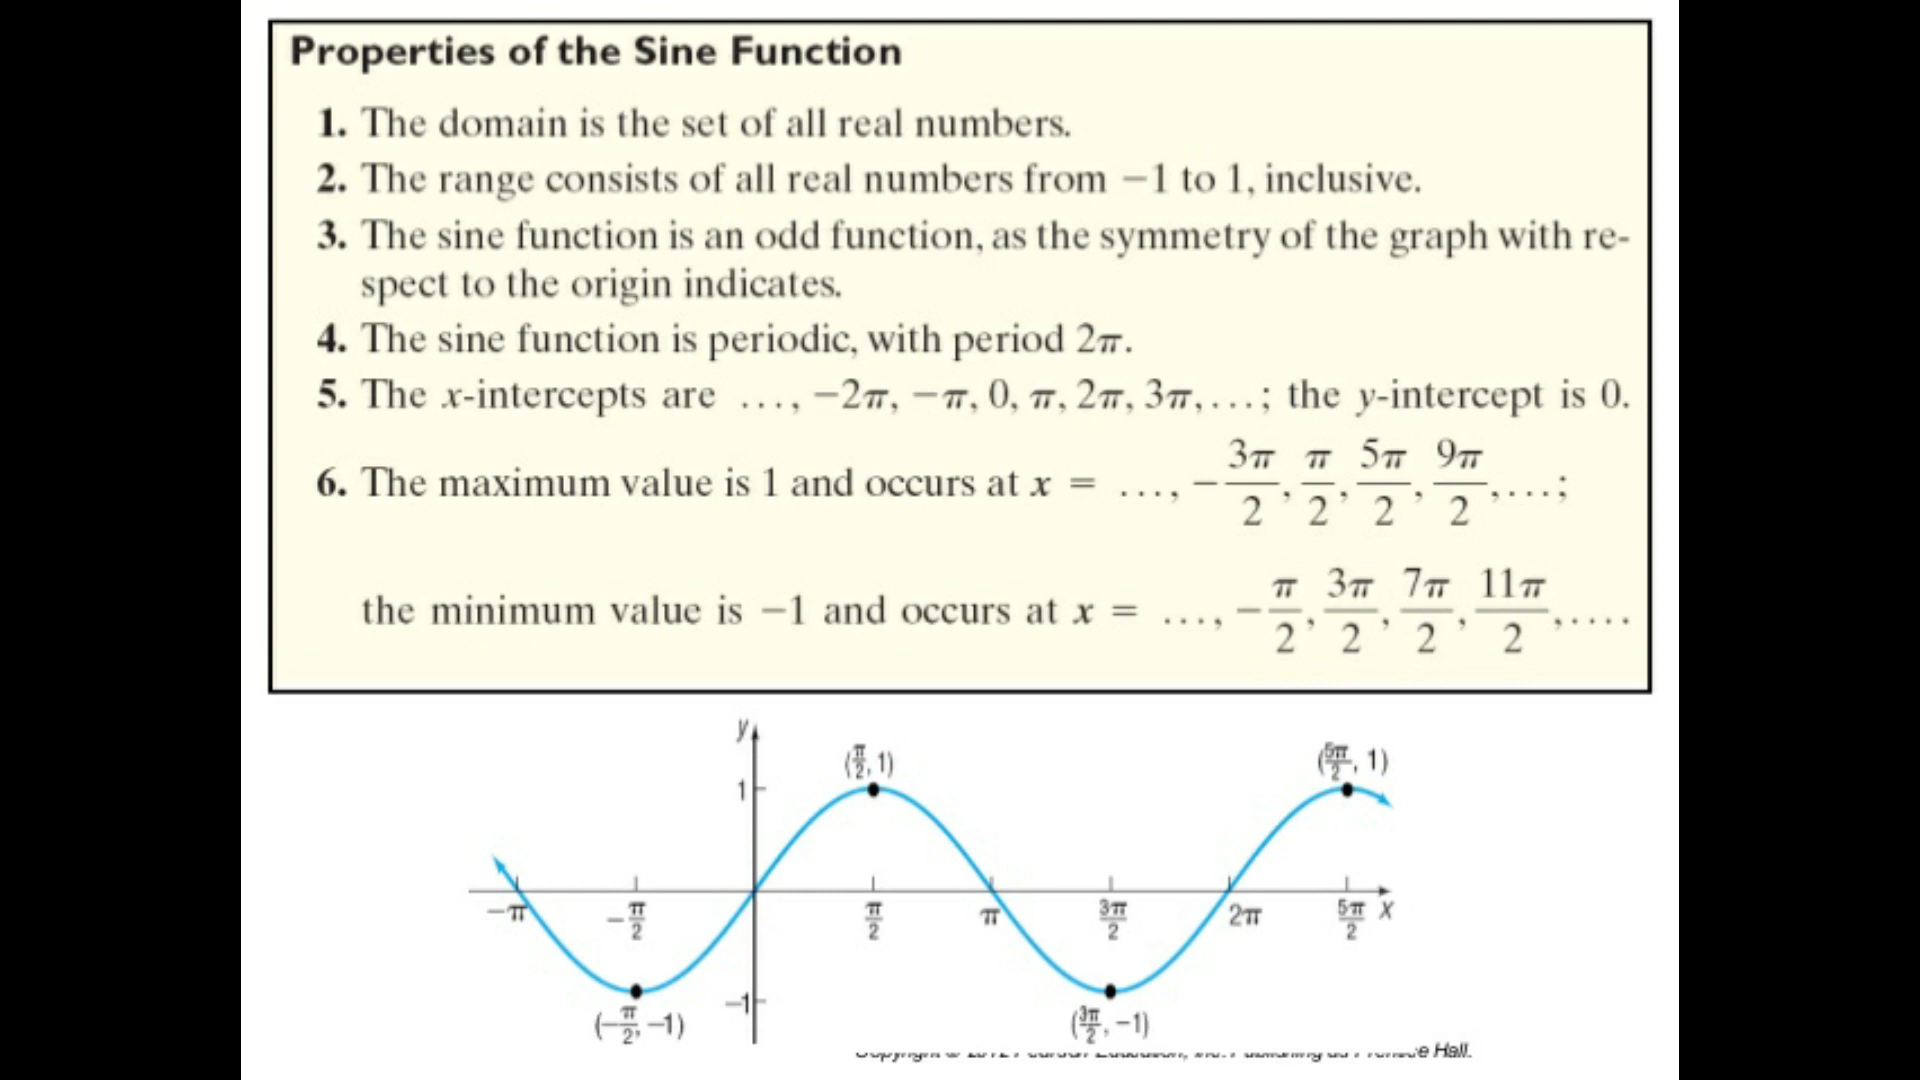 Properties of the Sine Function
1. The domain is the set of all real numbers.
2. The range consists of all real numbers from −1 to 1, inclusive.
3. The sine function is an odd function, as the symmetry of the graph with re-
spect to the origin indicates.
4. The sine function is periodic, with period 2π.
5. The x-intercepts are ..., −2π, −π, 0, π, 2π, 3π, ...; the y-intercept is 0.
6. The maximum value is 1 and occurs at x = ..., −3π/2, π/2, 5π/2, 9π/2, ...;
the minimum value is −1 and occurs at x = ..., −π/2, 3π/2, 7π/2, 11π/2, ....
y
(π/2, 1)
(5π/2, 1)
1
−π
−π/2
π/2
π
3π/2
2π
5π/2
x
−1
(−π/2, −1)
(3π/2, −1)
Hall.